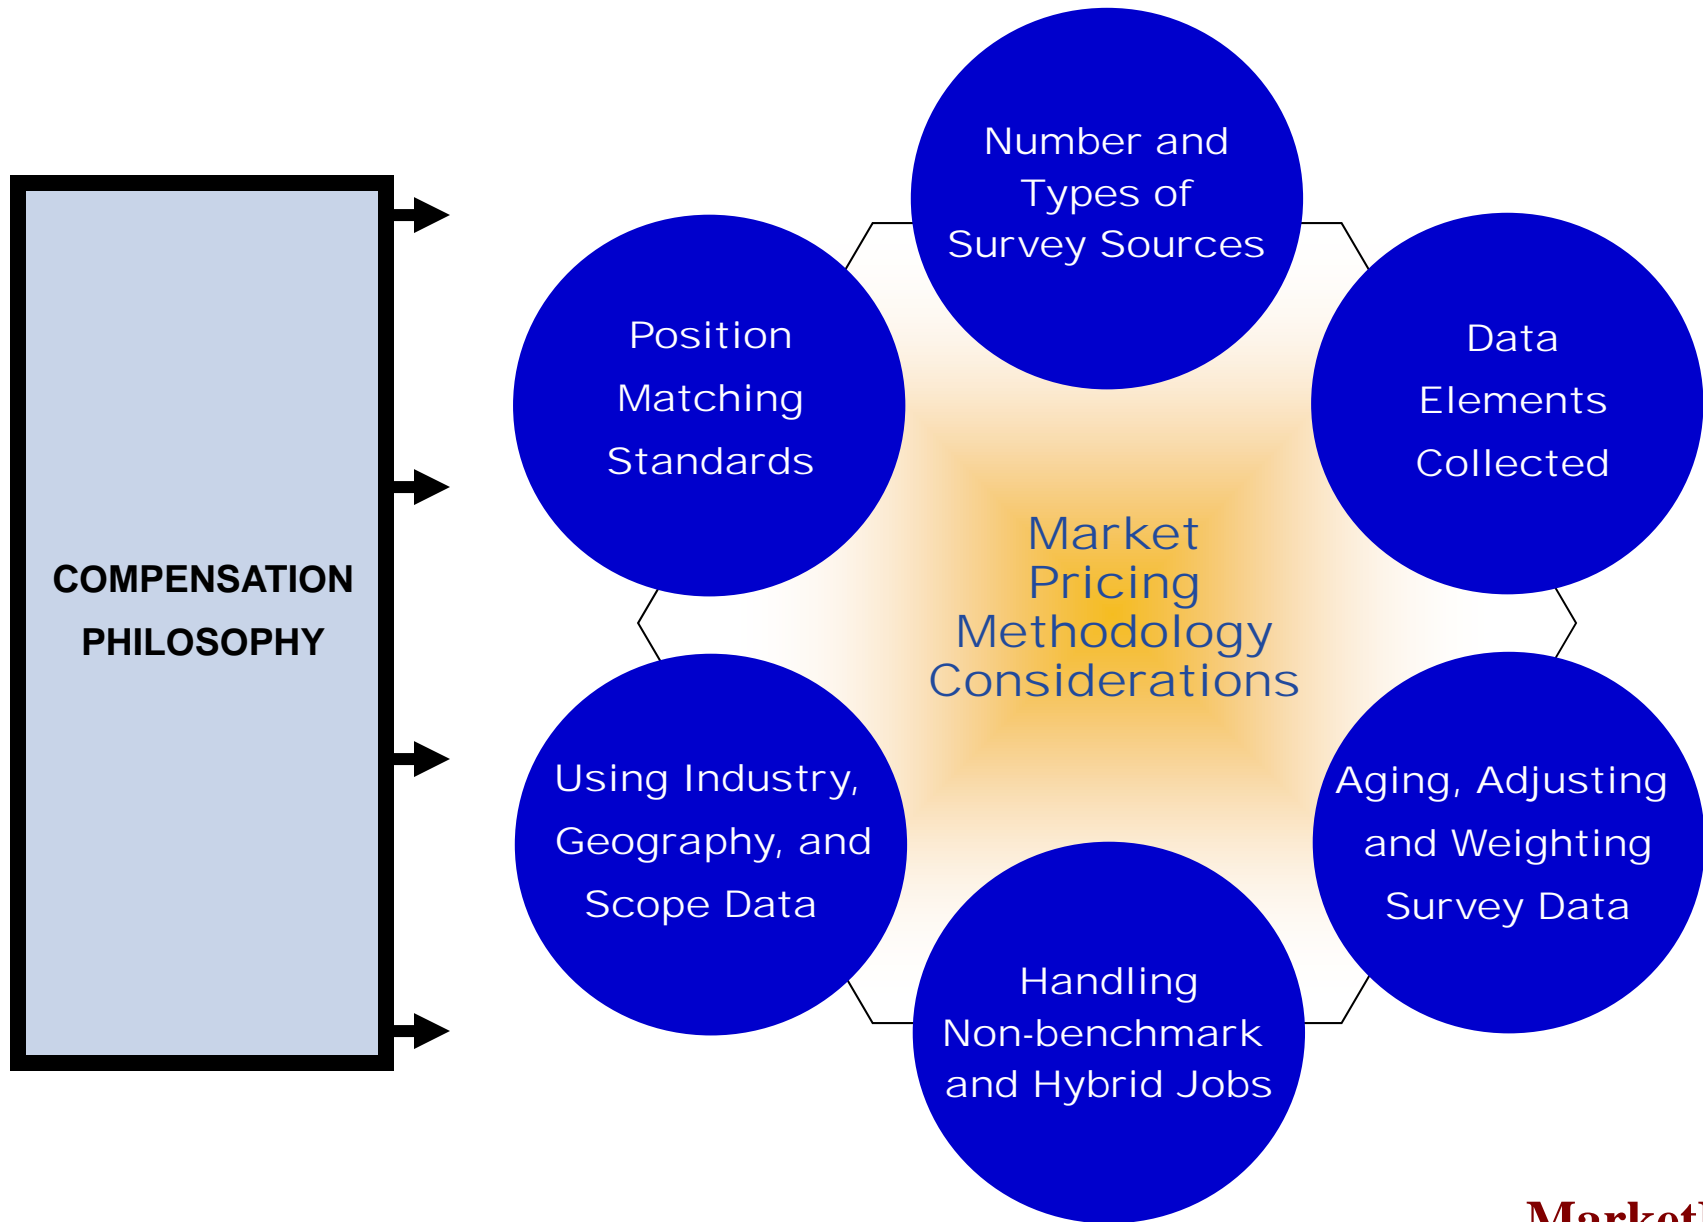 COMPENSATION
PHILOSOPHY
Number and
Types of
Survey Sources
Position
Matching
Standards
Data
Elements
Collected
Market
Pricing
Methodology
Considerations
Using Industry,
Geography, and
Scope Data
Aging, Adjusting
and Weighting
Survey Data
Handling
Non-benchmark
and Hybrid Jobs